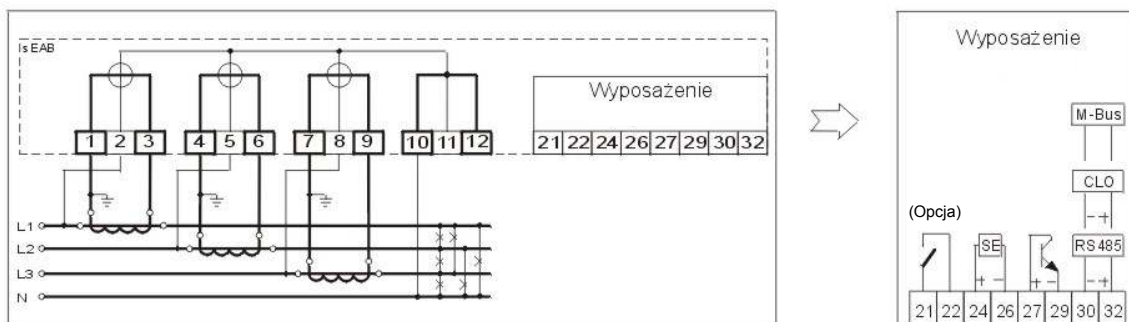 Is EAB
Wyposażenie
1 2 3 4 5 6 7 8 9 10 11 12
21 22 24 26 27 29 30 32
L1
L2
L3
N
Wyposażenie
M-Bus
CLO
- +
(Opcja)
SE
RS485
+ - + - - +
21 22 24 26 27 29 30 32